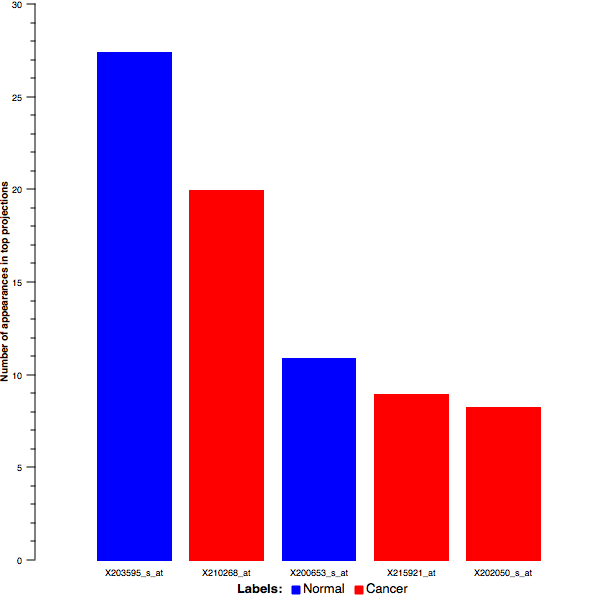 30
25
20
15
10
5
0
Number of appearances in top projections
X203595_s_at X210268_at X200653_s_at X215921_at X202050_s_at
Labels: Normal Cancer